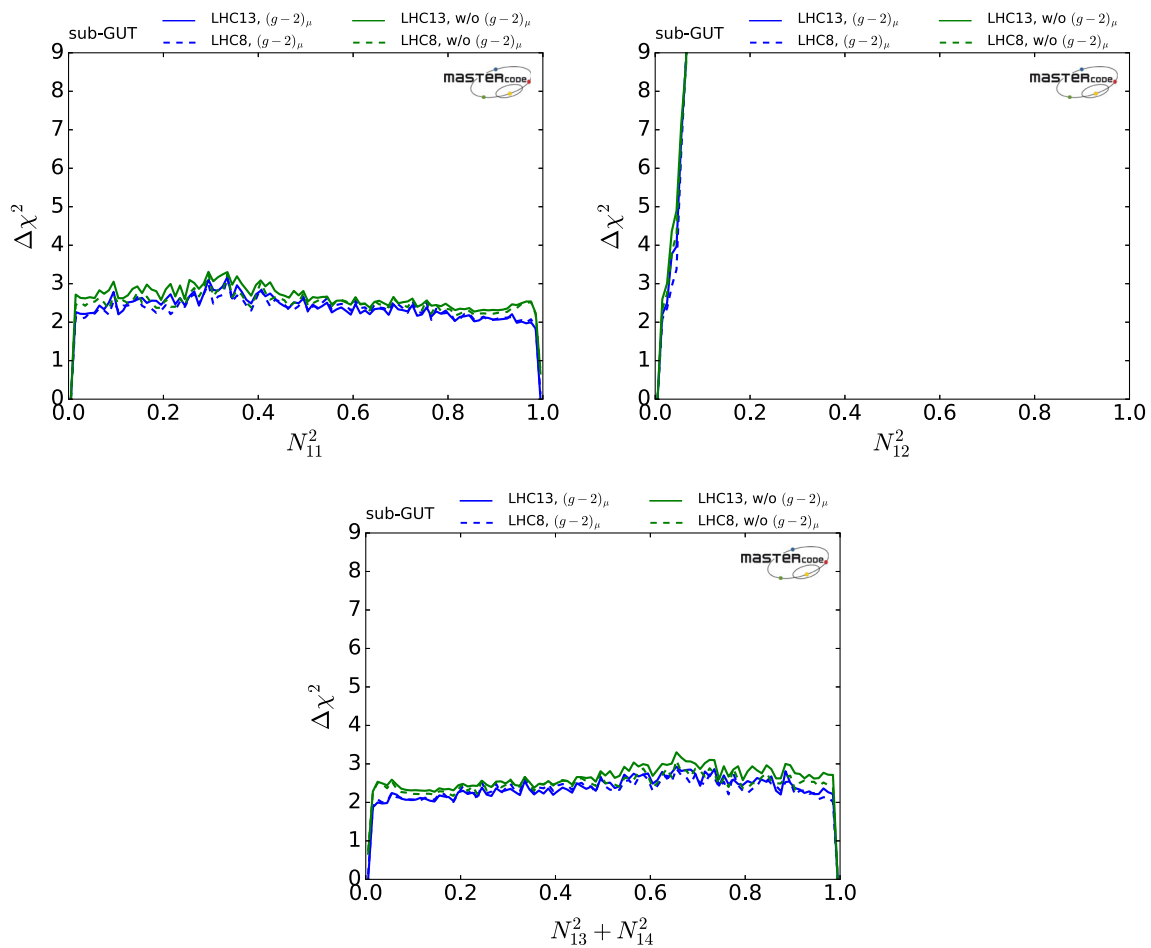 LHC13, (g−2)μ LHC13, w/o (g−2)μ
sub-GUT LHC8, (g−2)μ LHC8, w/o (g−2)μ
MASTERCODE
9
8
7
6
5
4
3
2
1
0
Δχ²
0.0 0.2 0.4 0.6 0.8 1.0
N²₁₁
LHC13, (g−2)μ LHC13, w/o (g−2)μ
sub-GUT LHC8, (g−2)μ LHC8, w/o (g−2)μ
MASTERCODE
9
8
7
6
5
4
3
2
1
0
Δχ²
0.0 0.2 0.4 0.6 0.8 1.0
N²₁₂
LHC13, (g−2)μ LHC13, w/o (g−2)μ
sub-GUT LHC8, (g−2)μ LHC8, w/o (g−2)μ
MASTERCODE
9
8
7
6
5
4
3
2
1
0
Δχ²
0.0 0.2 0.4 0.6 0.8 1.0
N²₁₃ + N²₁₄